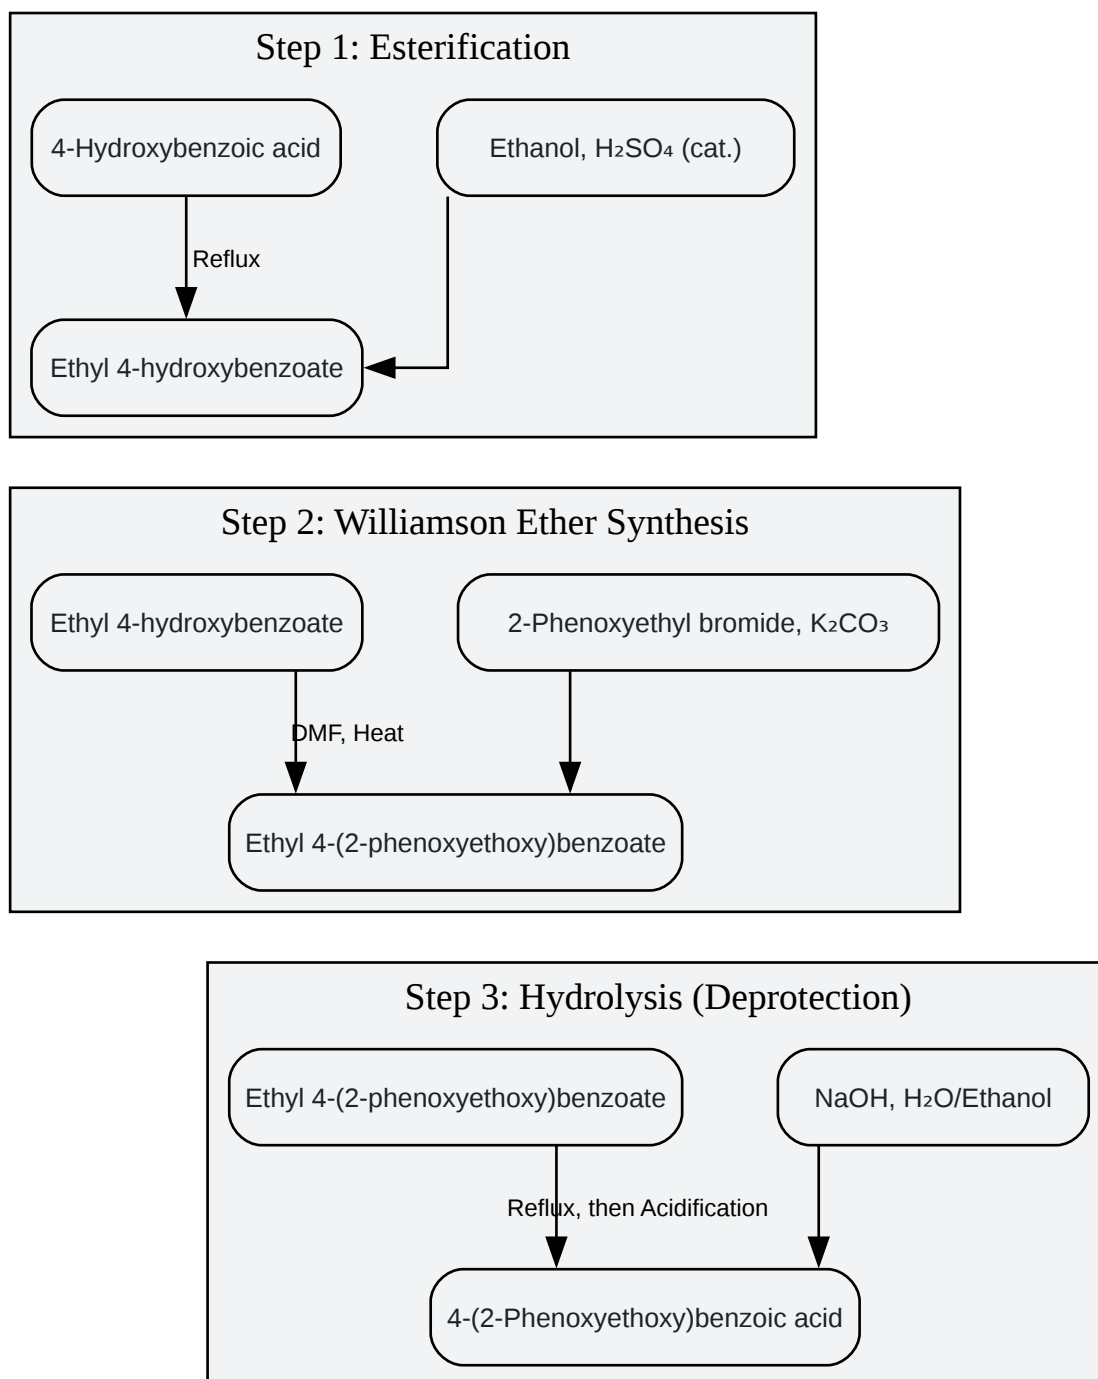 Step 1: Esterification
4-Hydroxybenzoic acid
Ethanol, H₂SO₄ (cat.)
Reflux
Ethyl 4-hydroxybenzoate
Step 2: Williamson Ether Synthesis
Ethyl 4-hydroxybenzoate
2-Phenoxyethyl bromide, K₂CO₃
DMF, Heat
Ethyl 4-(2-phenoxyethoxy)benzoate
Step 3: Hydrolysis (Deprotection)
Ethyl 4-(2-phenoxyethoxy)benzoate
NaOH, H₂O/Ethanol
Reflux, then Acidification
4-(2-Phenoxyethoxy)benzoic acid